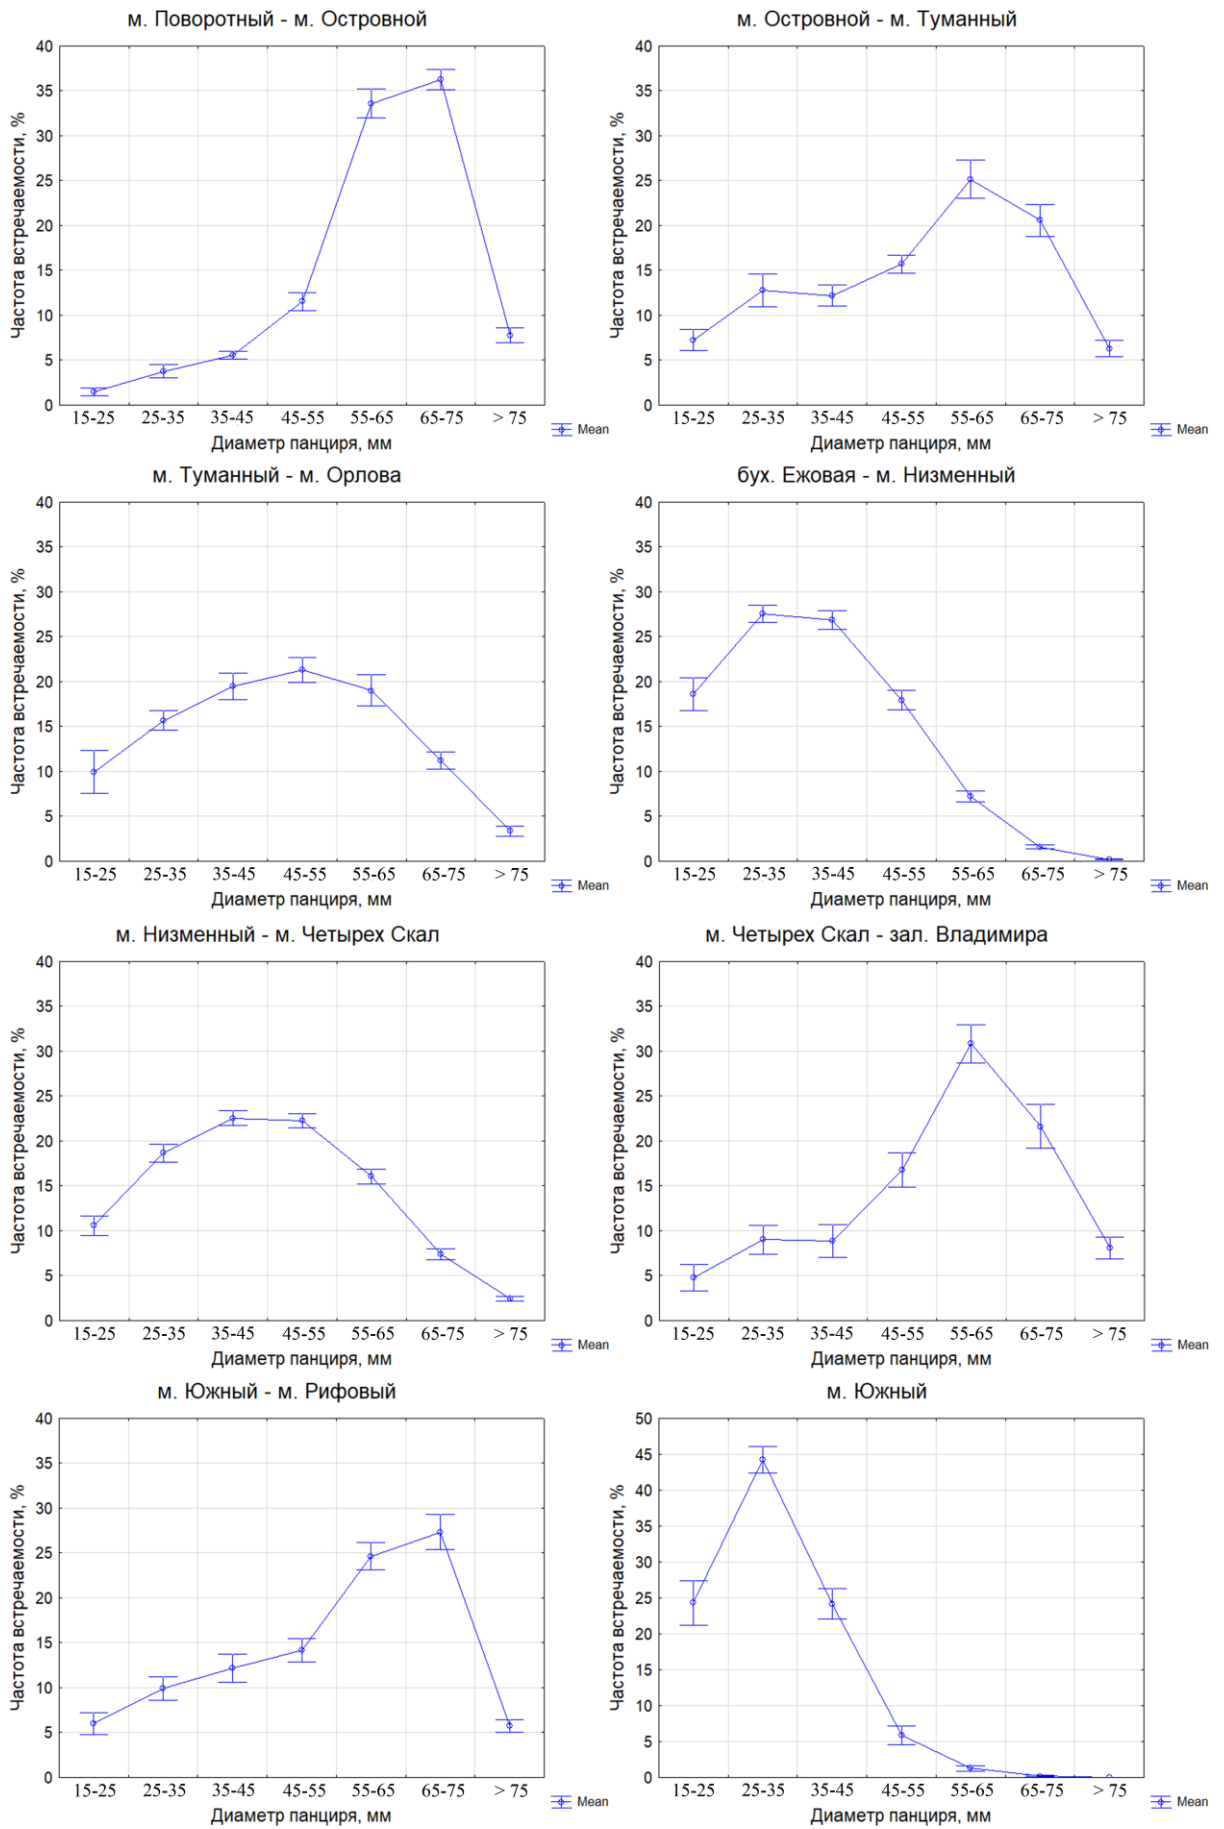 м. Поворотный - м. Островной
Частота встречаемости, %
40
35
30
25
20
15
10
5
0
15-25 25-35 35-45 45-55 55-65 65-75 > 75
Диаметр панциря, мм
Mean
м. Островной - м. Туманный
Частота встречаемости, %
40
35
30
25
20
15
10
5
0
15-25 25-35 35-45 45-55 55-65 65-75 > 75
Диаметр панциря, мм
Mean
м. Туманный - м. Орлова
Частота встречаемости, %
40
35
30
25
20
15
10
5
0
15-25 25-35 35-45 45-55 55-65 65-75 > 75
Диаметр панциря, мм
Mean
бух. Ежовая - м. Низменный
Частота встречаемости, %
40
35
30
25
20
15
10
5
0
15-25 25-35 35-45 45-55 55-65 65-75 > 75
Диаметр панциря, мм
Mean
м. Низменный - м. Четырех Скал
Частота встречаемости, %
40
35
30
25
20
15
10
5
0
15-25 25-35 35-45 45-55 55-65 65-75 > 75
Диаметр панциря, мм
Mean
м. Четырех Скал - зал. Владимира
Частота встречаемости, %
40
35
30
25
20
15
10
5
0
15-25 25-35 35-45 45-55 55-65 65-75 > 75
Диаметр панциря, мм
Mean
м. Южный - м. Рифовый
Частота встречаемости, %
40
35
30
25
20
15
10
5
0
15-25 25-35 35-45 45-55 55-65 65-75 > 75
Диаметр панциря, мм
Mean
м. Южный
Частота встречаемости, %
50
45
40
35
30
25
20
15
10
5
0
15-25 25-35 35-45 45-55 55-65 65-75 > 75
Диаметр панциря, мм
Mean